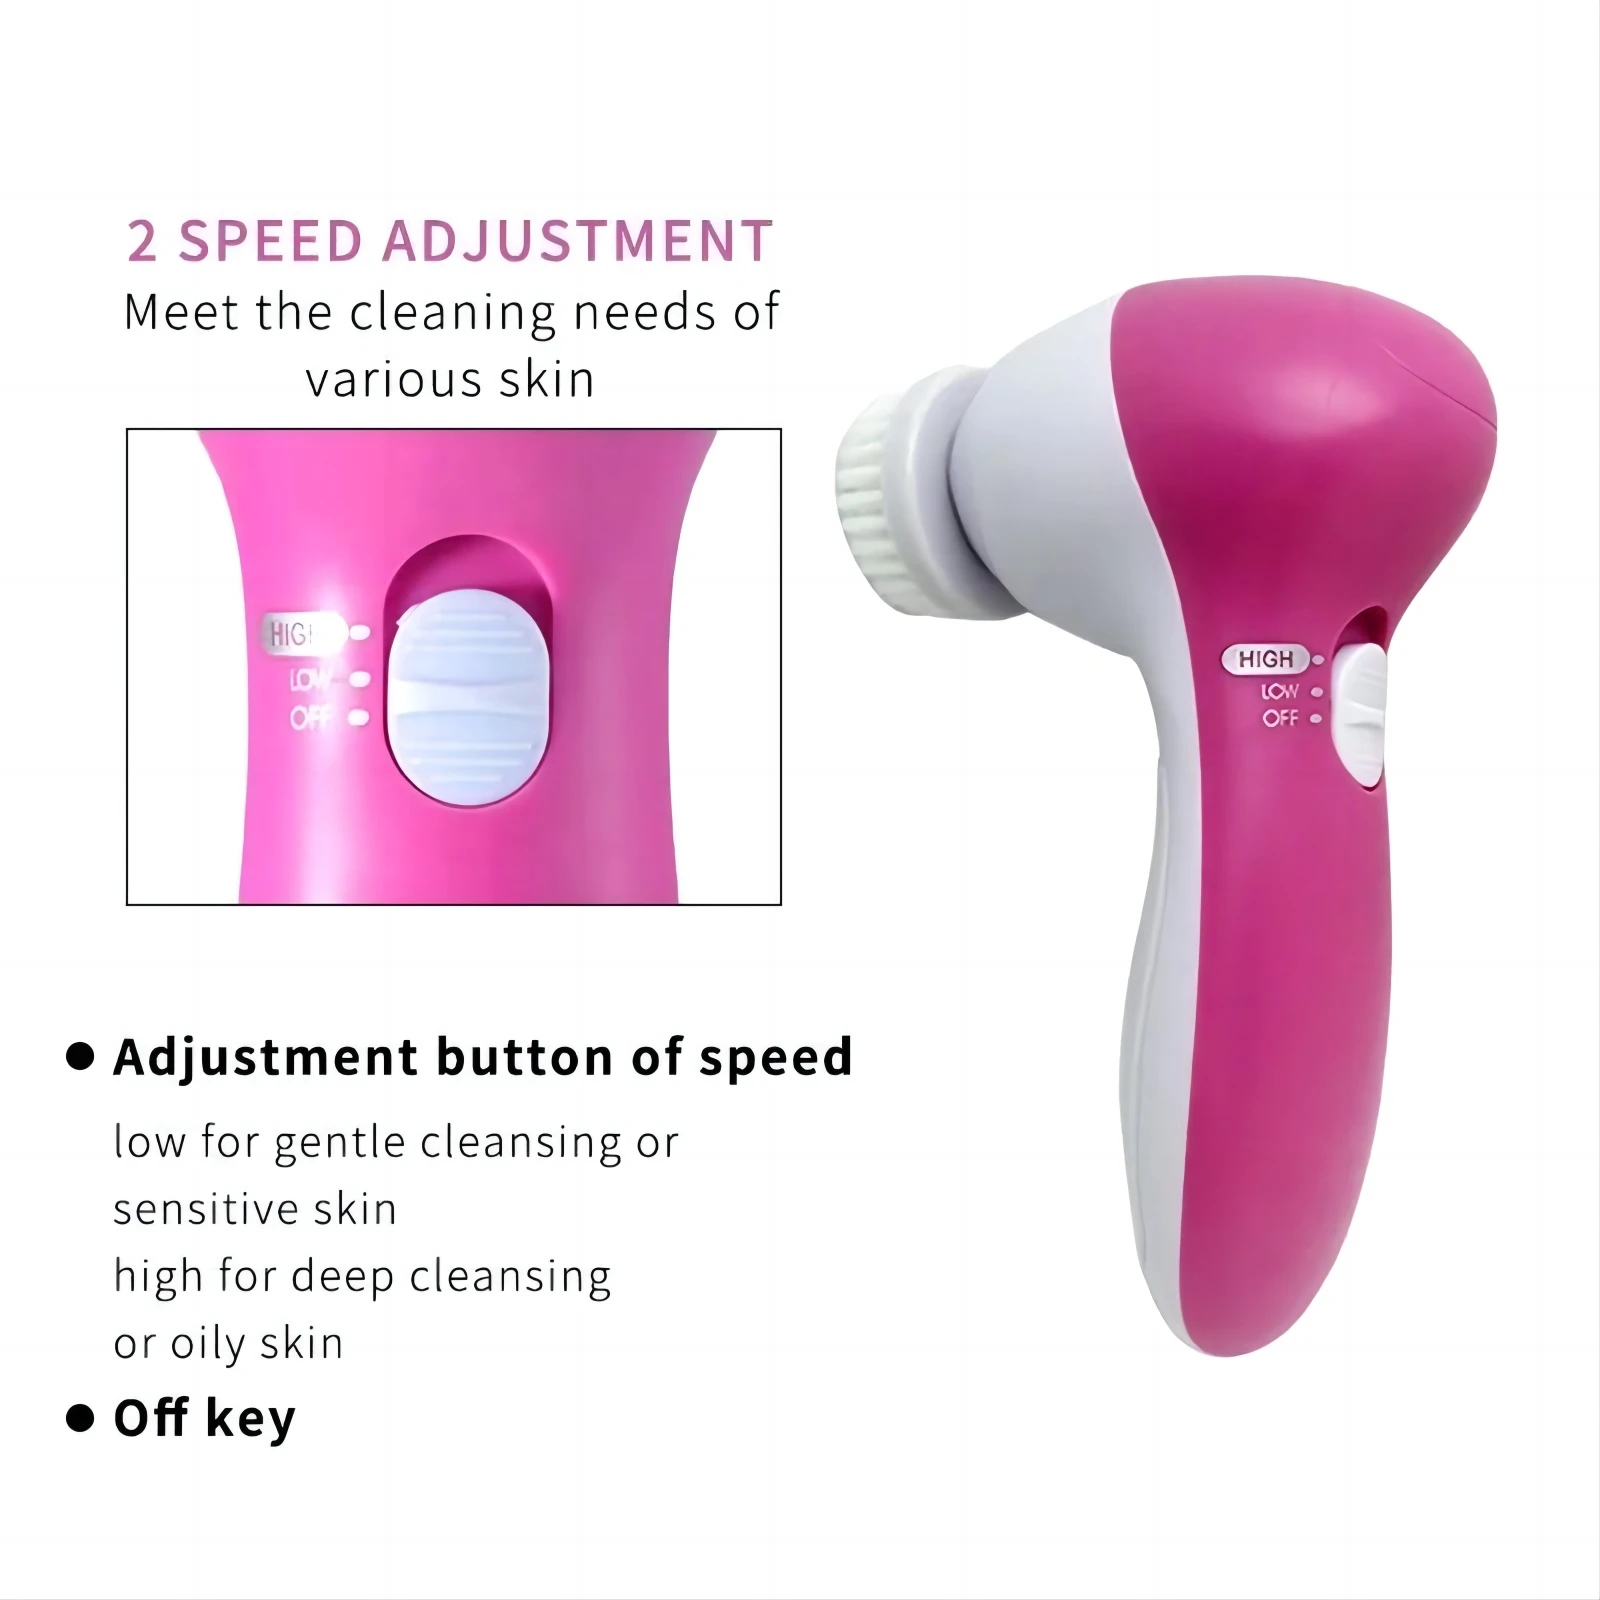 2 SPEED ADJUSTMENT
Meet the cleaning needs of
various skin
HIGH
LOW
OFF
HIGH
LOW
OFF
● Adjustment button of speed
low for gentle cleansing or
sensitive skin
high for deep cleansing
or oily skin
● Off key